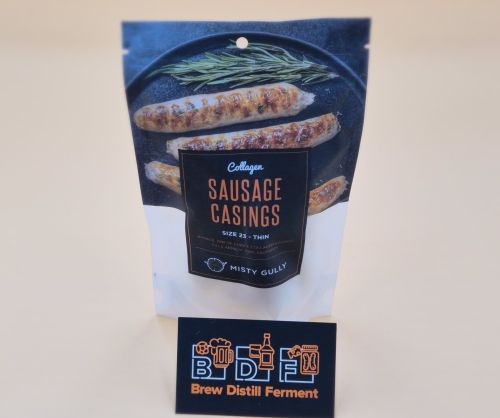 Collagen
SAUSAGE
CASINGS
SIZE 23 - THIN
MISTY GULLY
B D F
Brew Distill Ferment